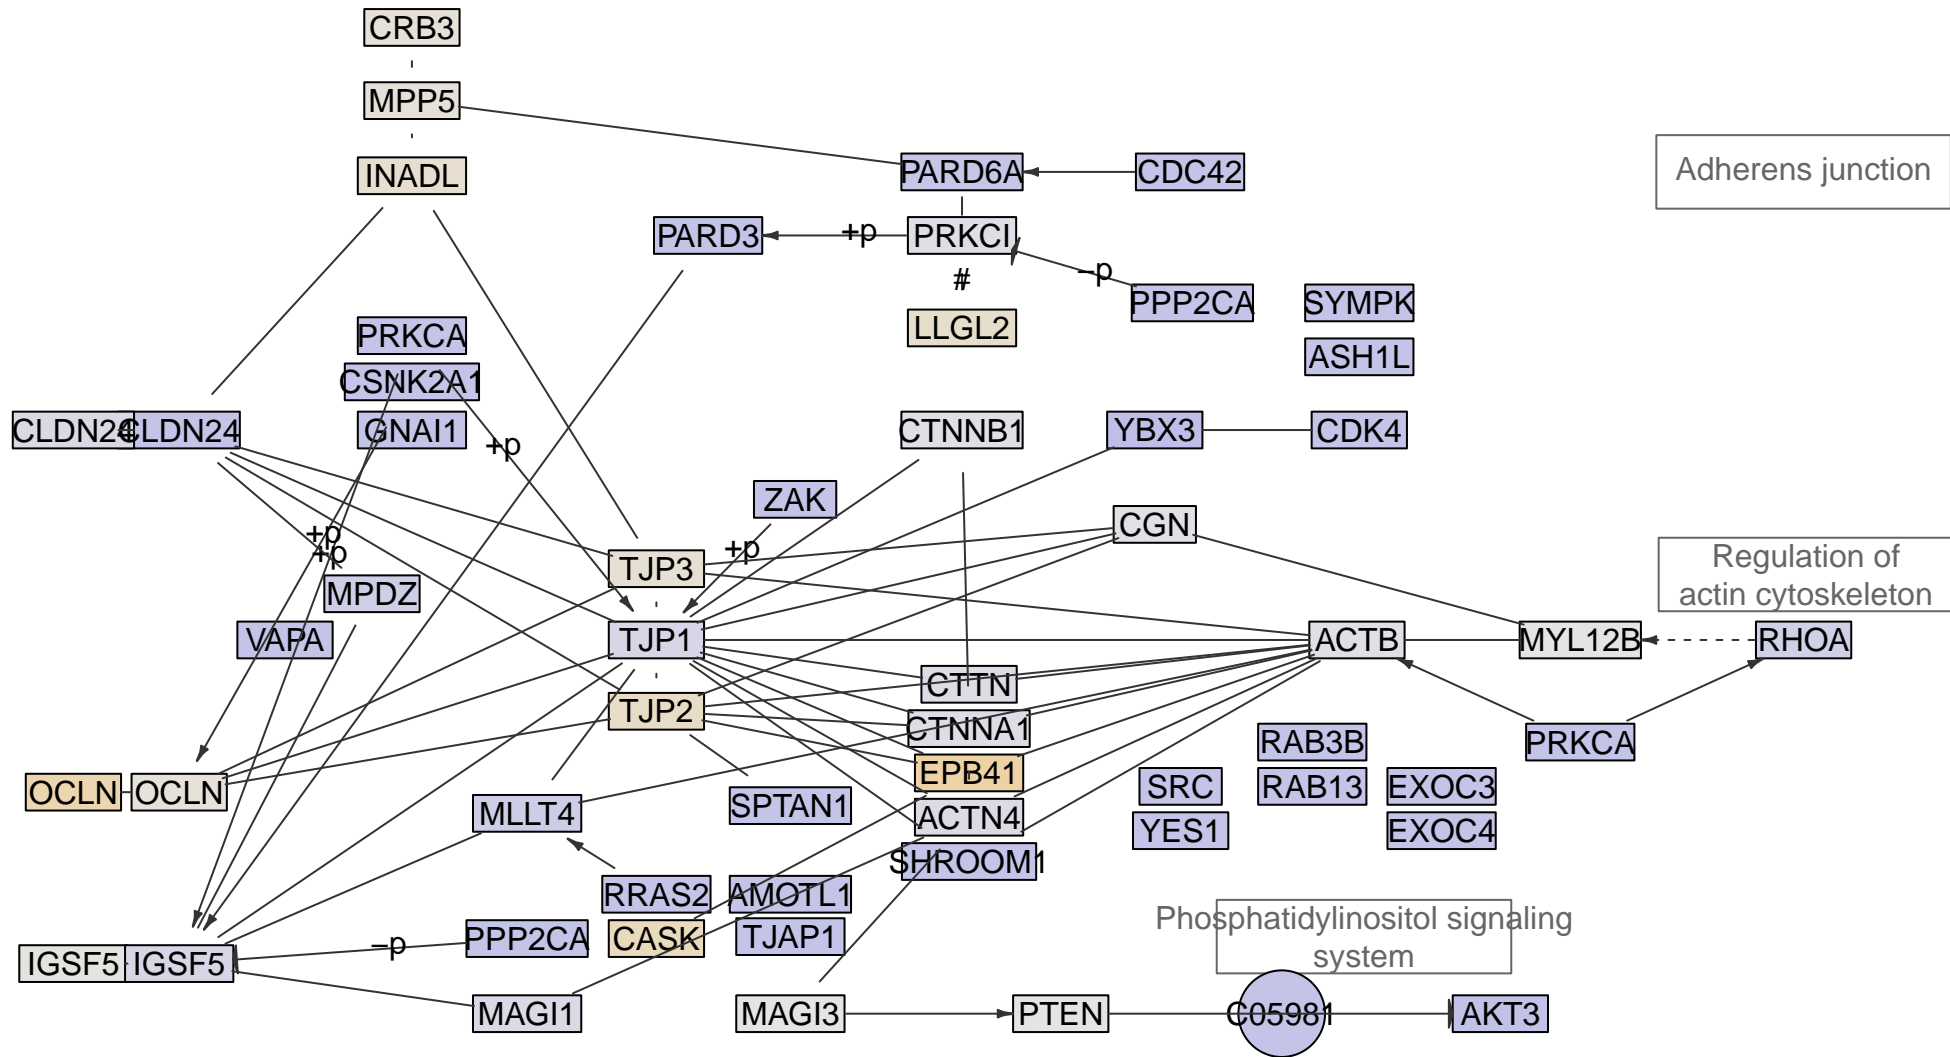 CRB3
MPP5
INADL
PARD6A
CDC42
Adherens junction
PARD3
+p
PRKCI
–p
#
PPP2CA
SYMPK
LLGL2
PRKCA
ASH1L
CSNK2A1
CLDN24
CLDN24
GNAI1
+p
CTNNB1
YBX3
CDK4
ZAK
CGN
+p
+p
+p
TJP3
MPDZ
Regulation of
actin cytoskeleton
VAPA
TJP1
ACTB
MYL12B
RHOA
CTTN
TJP2
CTNNA1
RAB3B
PRKCA
EPB41
OCLN
OCLN
SRC
RAB13
EXOC3
MLLT4
SPTAN1
ACTN4
YES1
EXOC4
SHROOM1
RRAS2
AMOTL1
Phosphatidylinositol signaling
system
PPP2CA
CASK
TJAP1
–p
IGSF5
IGSF5
MAGI1
MAGI3
PTEN
C05981
AKT3